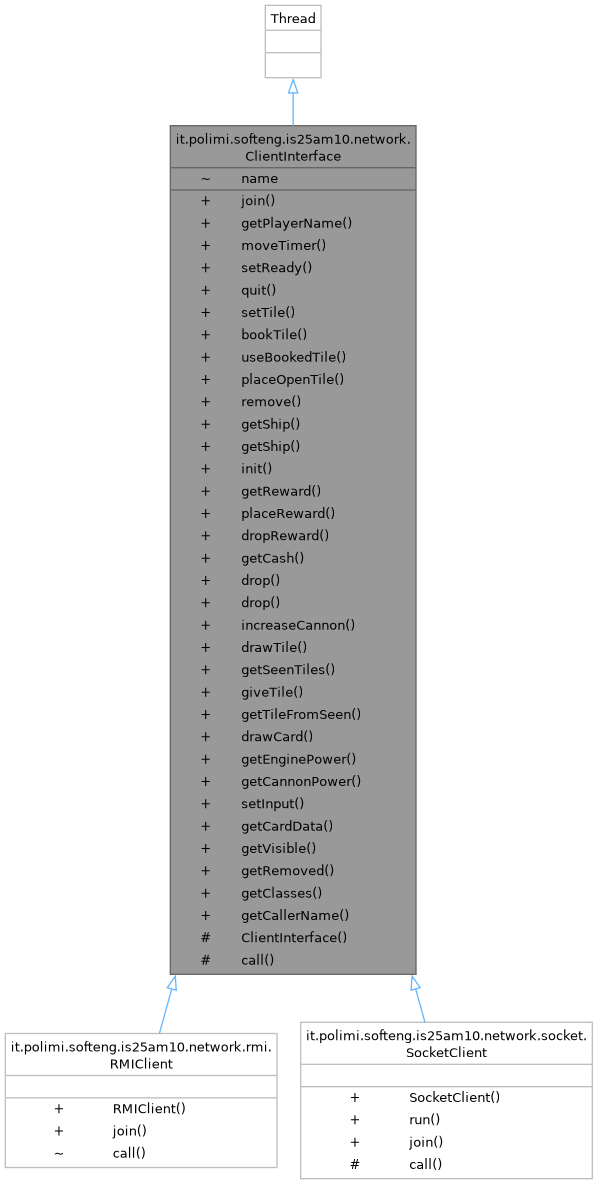 Thread
it.polimi.softeng.is25am10.network.
ClientInterface
~ name
+ join()
+ getPlayerName()
+ moveTimer()
+ setReady()
+ quit()
+ setTile()
+ bookTile()
+ useBookedTile()
+ placeOpenTile()
+ remove()
+ getShip()
+ getShip()
+ init()
+ getReward()
+ placeReward()
+ dropReward()
+ getCash()
+ drop()
+ drop()
+ increaseCannon()
+ drawTile()
+ getSeenTiles()
+ giveTile()
+ getTileFromSeen()
+ drawCard()
+ getEnginePower()
+ getCannonPower()
+ setInput()
+ getCardData()
+ getVisible()
+ getRemoved()
+ getClasses()
+ getCallerName()
# ClientInterface()
# call()
it.polimi.softeng.is25am10.network.rmi.
RMIClient
+ RMIClient()
+ join()
~ call()
it.polimi.softeng.is25am10.network.socket.
SocketClient
+ SocketClient()
+ run()
+ join()
# call()